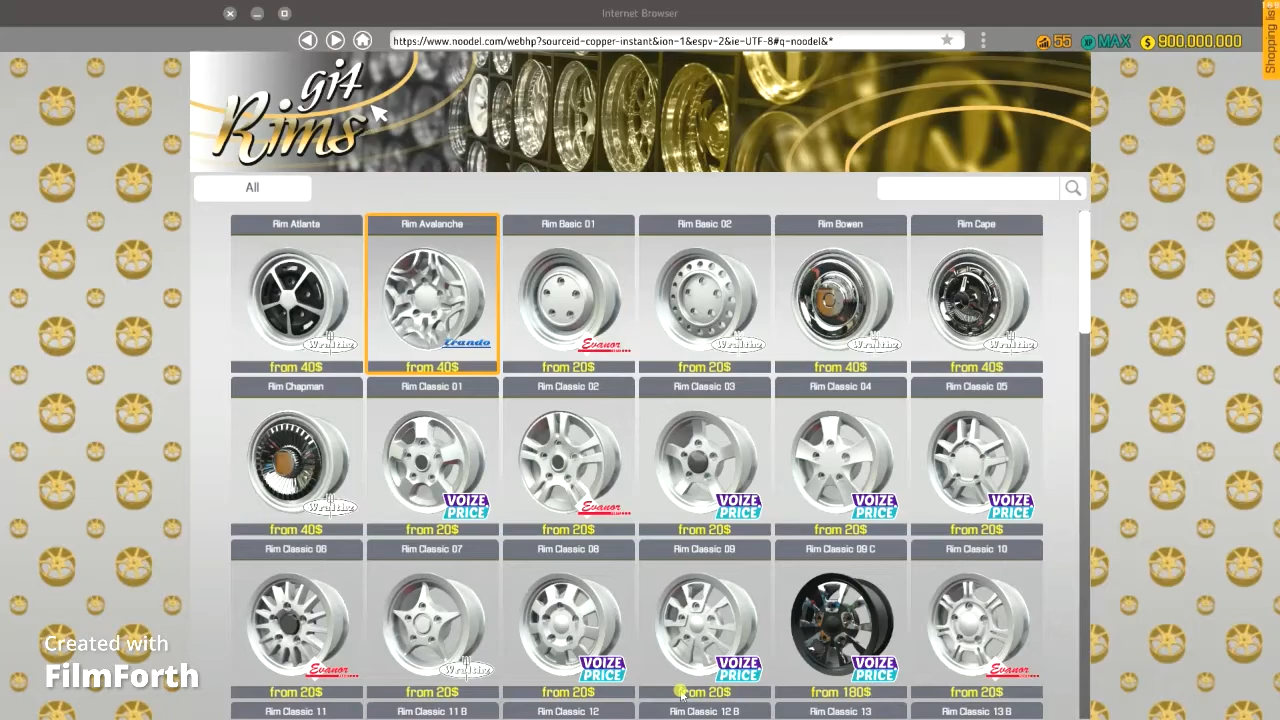 Internet Browser
https://www.noodel.com/webhp?sourceid-copper-instant&ion-1&espv-2&ie-UTF-8#q-noodel&*
55 XP MAX $ 900,000,000
Shopping list
git
Rims
All
Rim Atlanta Rim Avalanche Rim Basic 01 Rim Basic 02 Rim Bowen Rim Cape
Crando Evanor
from 40$ from 40$ from 20$ from 20$ from 40$ from 40$
Rim Chapman Rim Classic 01 Rim Classic 02 Rim Classic 03 Rim Classic 04 Rim Classic 05
VOIZE PRICE Evanor VOIZE PRICE VOIZE PRICE VOIZE PRICE
from 40$ from 20$ from 20$ from 20$ from 20$ from 20$
Rim Classic 06 Rim Classic 07 Rim Classic 08 Rim Classic 09 Rim Classic 09 C Rim Classic 10
Evanor VOIZE PRICE VOIZE PRICE VOIZE PRICE Evanor
from 20$ from 20$ from 20$ from 20$ from 180$ from 20$
Rim Classic 11 Rim Classic 11 B Rim Classic 12 Rim Classic 12 B Rim Classic 13 Rim Classic 13 B
Created with
FilmForth